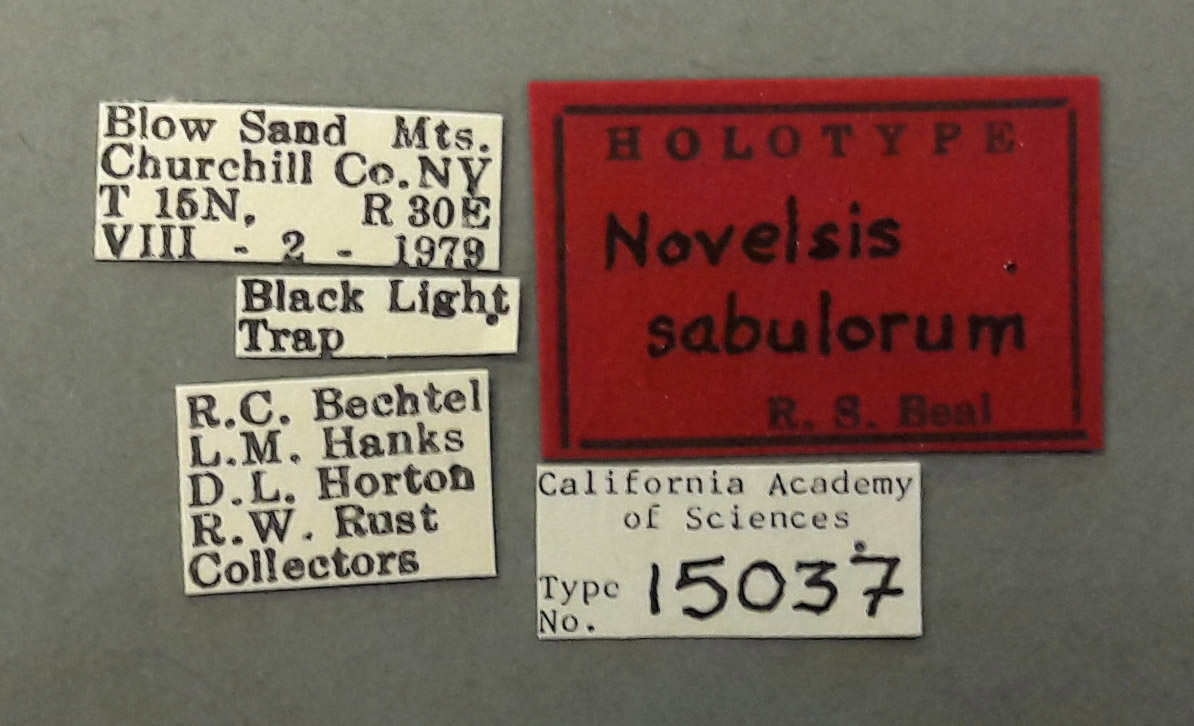 Blow Sand Mts.
Churchill Co.NV
T 15N. R 30E
VIII - 2 - 1979
Black Light
Trap
R.C. Bechtel
L.M. Hanks
D.L. Horton
R.W. Rust
Collectors
HOLOTYPE
Novelsis
sabulorum
R. S. Beal
California Academy
of Sciences
Type
No. 15037